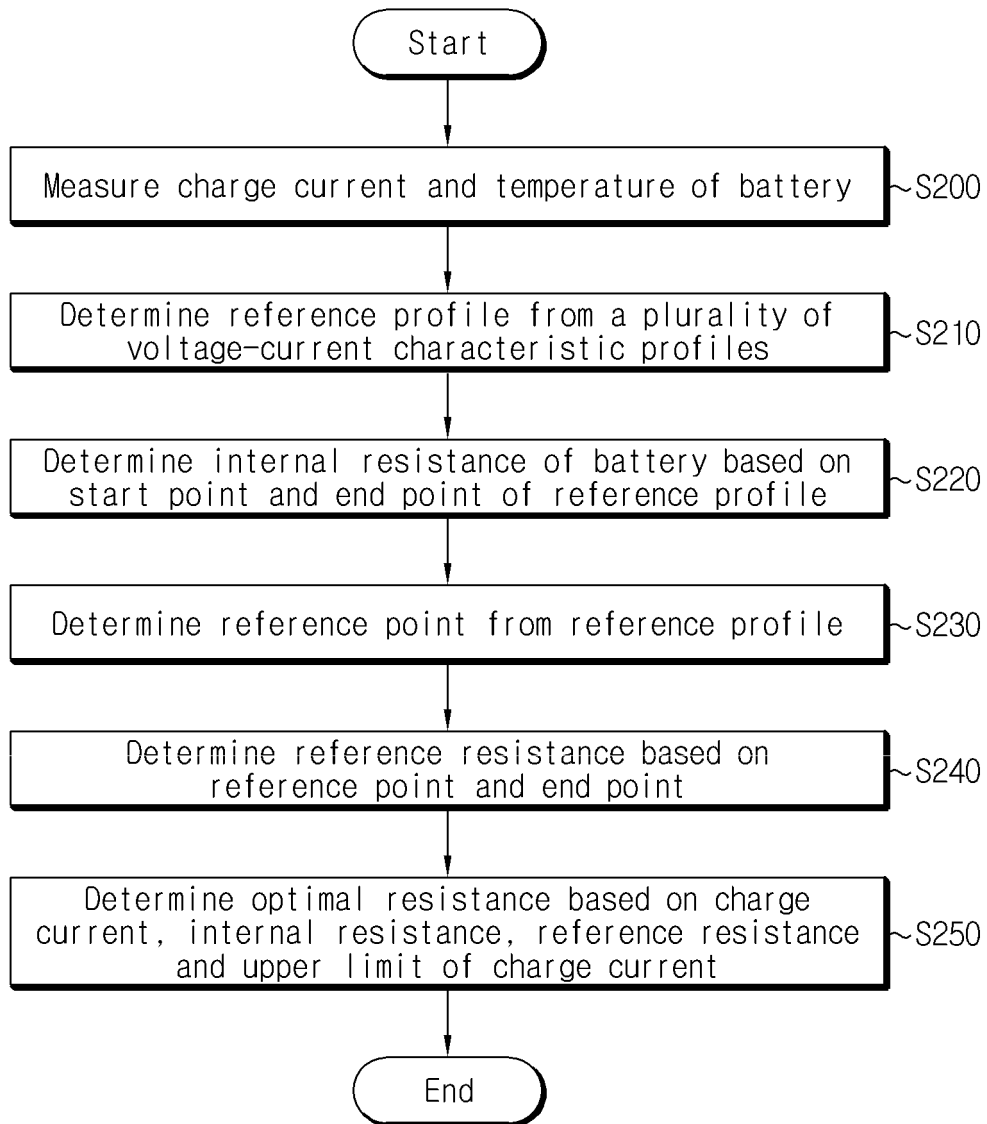 Start
Measure charge current and temperature of battery
~S200
Determine reference profile from a plurality of
voltage-current characteristic profiles
~S210
Determine internal resistance of battery based on
start point and end point of reference profile
~S220
Determine reference point from reference profile
~S230
Determine reference resistance based on
reference point and end point
~S240
Determine optimal resistance based on charge
current, internal resistance, reference resistance
and upper limit of charge current
~S250
End